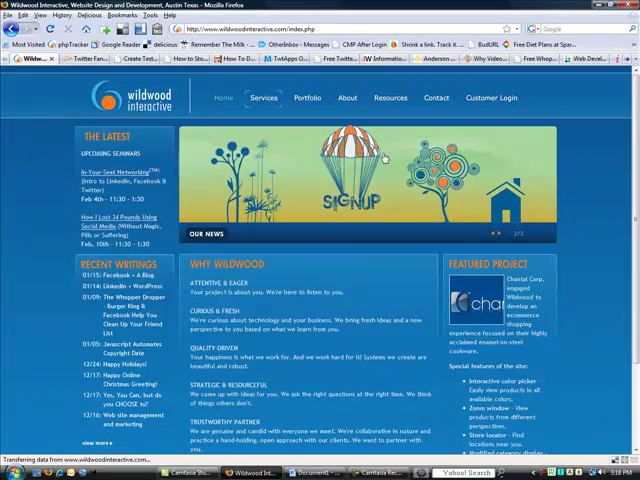 Wildwood Interactive, Website Design and Development, Austin Texas - Mozilla Firefox
File Edit View History Delicious Bookmarks Tools Help
http://www.wildwoodinteractive.com/index.php
Google
Most Visited phpTracker Google Reader delicious Remember The Milk OtherInbox - Messages CMP After Login Shrink a link. Track it. BudURL Free Diet Plans at Spar...
Wildw... Twitter Fan... Create Test... How to Sto... How To D... TwtApps O... Free Twitt... Informatio... Anderson ... Why Video... Free Whop... Web Devel...
wildwood
interactive
Home Services Portfolio About Resources Contact Customer Login
THE LATEST
UPCOMING SEMINARS
In-Your-Seat Networking(TM)
(Intro to LinkedIn, Facebook &
Twitter)
Feb 4th - 11:30 - 1:30
How I Lost 34 Pounds Using
Social Media (Without Magic,
Pills or Suffering)
Feb. 10th - 11:30 - 1:30
SIGNUP
OUR NEWS
2/2
RECENT WRITINGS
01/15: Facebook + A Blog
01/14: LinkedIn + WordPress
01/09: The Whopper Dropper
- Burger King &
Facebook Help You
Clean Up Your Friend
List
01/05: Javascript Automates
Copyright Date
12/24: Happy Holidays!
12/17: Happy Online
Christmas Greeting!
12/17: Yes, You Can, but do
you CHOOSE to?
12/16: Web site management
and marketing
view more
WHY WILDWOOD
ATTENTIVE & EAGER
Your project is about you. We're here to listen to you.
CURIOUS & FRESH
We're curious about technology and your business. We bring fresh ideas and a new
perspective to you based on what we learn from you.
QUALITY-DRIVEN
Your happiness is what we work for. And we work hard for it! Systems we create are
beautiful and robust.
STRATEGIC & RESOURCEFUL
We come up with ideas for you. We ask the right questions at the right time. We think
of things others don't.
TRUSTWORTHY PARTNER
We are genuine and candid with everyone we meet. We're collaborative in nature and
practice a hand-holding, open approach with our clients. We want to partner with
you.
FEATURED PROJECT
chan
Chantal Corp.
engaged
Wildwood to
develop an
ecommerce
shopping
experience focused on their highly
acclaimed enamel-on-steel
cookware.
Special features of the site:
Interactive color picker -
Easily view products in all
available colors.
Zoom window - View
products from different
perspectives.
Store locator - Find
locations near you.
Modified category display -
Transferring data from www.wildwoodinteractive.com...
Camtasia Stu... Wildwood Int... Document1 - ... Camtasia Rec... Yahoo! Search 3:18 PM